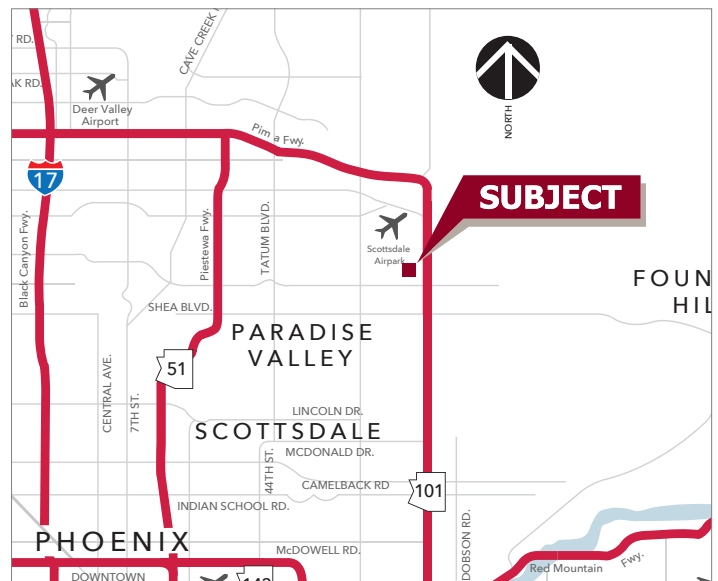 RD.
CAVE CREEK
AK RD.
Deer Valley
Airport
Pima Fwy.
NORTH
17
SUBJECT
Black Canyon Fwy.
Piestewa Fwy.
TATUM BLVD.
Scottsdale
Airpark
FOUN
HIL
SHEA BLVD.
PARADISE
VALLEY
51
CENTRAL AVE.
7TH ST.
LINCOLN DR.
SCOTTSDALE
McDONALD DR.
44TH ST.
CAMELBACK RD
101
INDIAN SCHOOL RD.
DOBSON RD.
PHOENIX
McDOWELL RD.
Red Mountain
Fwy.
DOWNTOWN